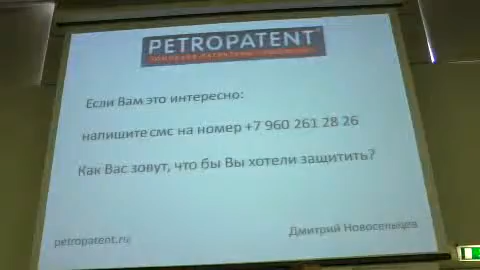 PETROPATENT
Если Вам это интересно:
напишите смс на номер +7 960 261 28 26
Как Вас зовут, что бы Вы хотели защитить?
Дмитрий Новосельцев
petropatent.ru